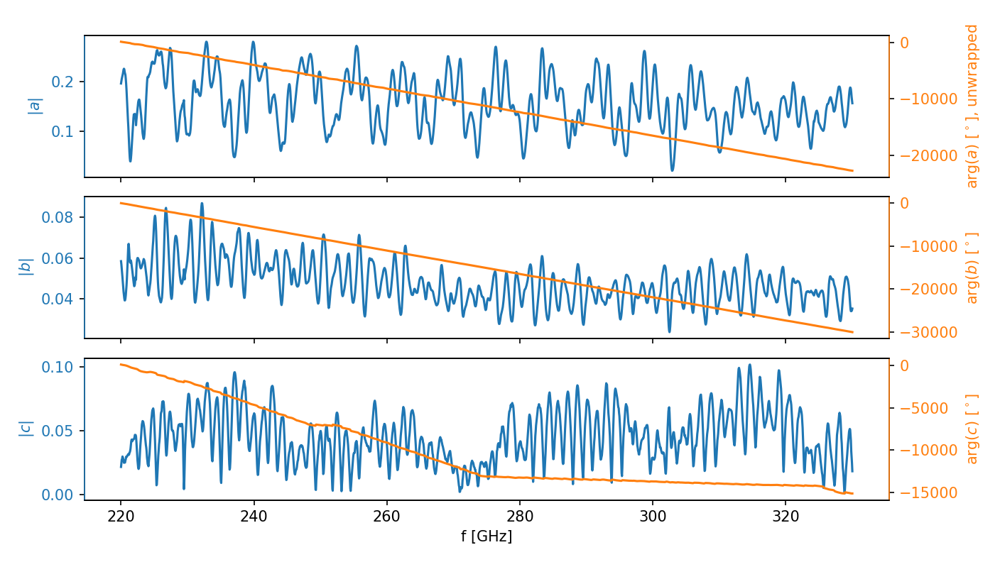 |a|
0.2
0.1
0
−10000
−20000
arg(a) [°], unwrapped
|b|
0.08
0.06
0.04
0
−10000
−20000
−30000
arg(b) [°]
|c|
0.10
0.05
0.00
0
−5000
−10000
−15000
arg(c) [°]
220 240 260 280 300 320
f [GHz]